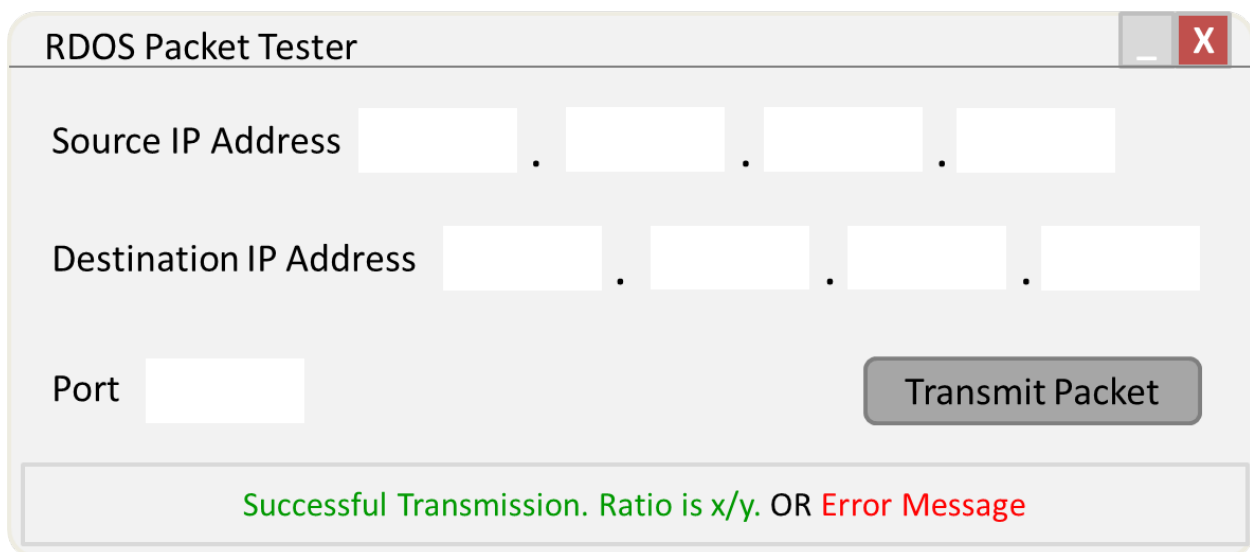 RDOS Packet Tester _ X
Source IP Address . . .
Destination IP Address . . .
Port Transmit Packet
Successful Transmission. Ratio is x/y. OR Error Message